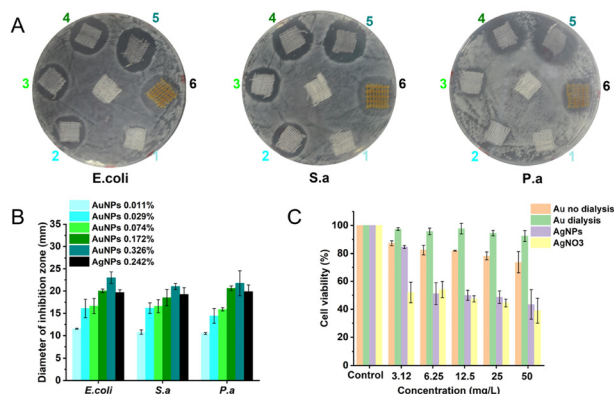 A
4 5
3 6
2 1
E.coli
4 5
3 6
2 1
S.a
4 5
3 6
2 1
P.a
B
AuNPs 0.011%
AuNPs 0.029%
AuNPs 0.074%
AuNPs 0.172%
AuNPs 0.326%
AgNPs 0.242%
Diameter of inhibition zone (mm)
35
30
25
20
15
10
5
0
E.coli S.a P.a
C
Au no dialysis
Au dialysis
AgNPs
AgNO3
Cell viability (%)
100
80
60
40
20
0
Control 3.12 6.25 12.5 25 50
Concentration (mg/L)